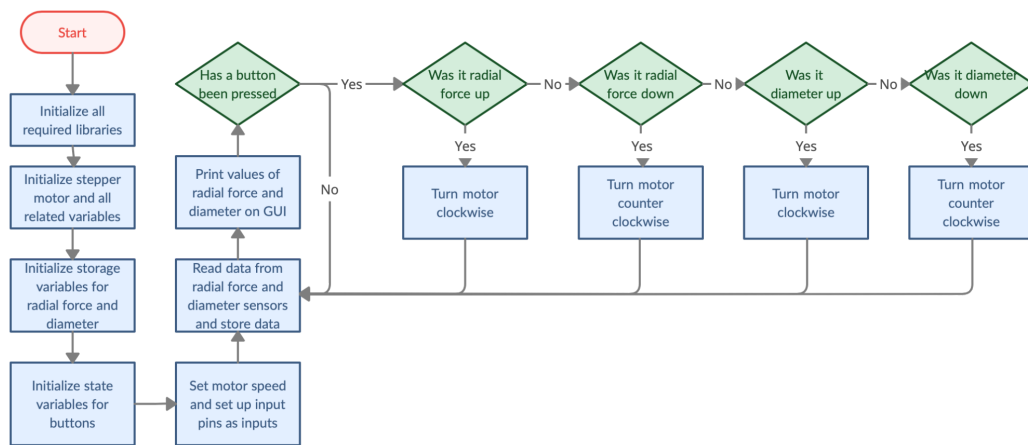 Start
Initialize all
required libraries
Initialize stepper
motor and all
related variables
Initialize storage
variables for
radial force and
diameter
Initialize state
variables for
buttons
Set motor speed
and set up input
pins as inputs
Read data from
radial force and
diameter sensors
and store data
Print values of
radial force and
diameter on GUI
Has a button
been pressed
Yes
No
Was it radial
force up
No
Yes
Turn motor
clockwise
Was it radial
force down
No
Yes
Turn motor
counter
clockwise
Was it
diameter up
No
Yes
Turn motor
clockwise
Was it diameter
down
Yes
Turn motor
counter
clockwise